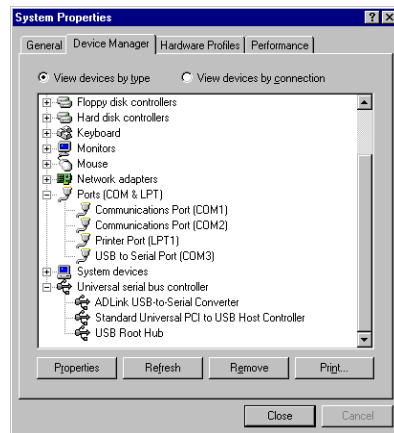 System Properties
General Device Manager Hardware Profiles Performance
View devices by type View devices by connection
Floppy disk controllers
Hard disk controllers
Keyboard
Monitors
Mouse
Network adapters
Ports (COM & LPT)
Communications Port (COM1)
Communications Port (COM2)
Printer Port (LPT1)
USB to Serial Port (COM3)
System devices
Universal serial bus controller
ADLink USB-to-Serial Converter
Standard Universal PCI to USB Host Controller
USB Root Hub
Properties Refresh Remove Print...
Close Cancel